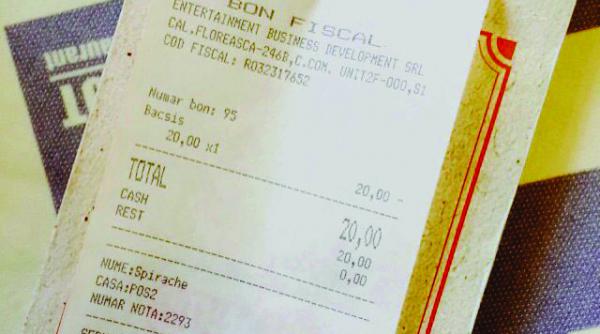 BON FISCAL
ENTERTAINMENT BUSINESS DEVELOPMENT SRL
CAL.FLOREASCA-246B,C.COM. UNIT2F-000,S1
COD FISCAL: RO32317652
Numar bon: 95
Bacsis
20,00 x1
20,00 -
TOTAL 20,00
CASH 20,00
REST 0,00
NUME:Spirache
CASA:POS2
NUMAR NOTA:2293